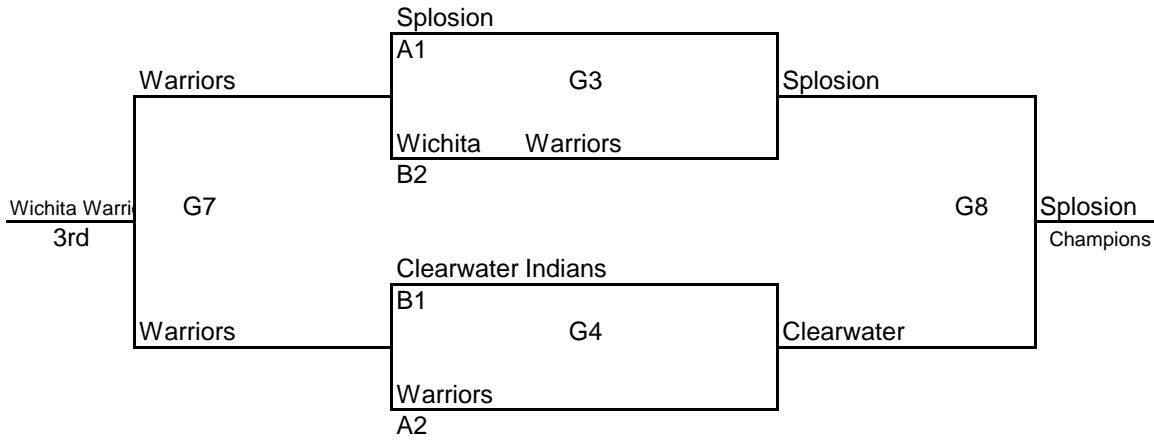 Splosion
A1
Warriors G3 Splosion
Wichita Warriors
B2
Wichita Warri G7 G8 Splosion
3rd Champions
Clearwater Indians
B1
Warriors G4 Clearwater
Warriors
A2